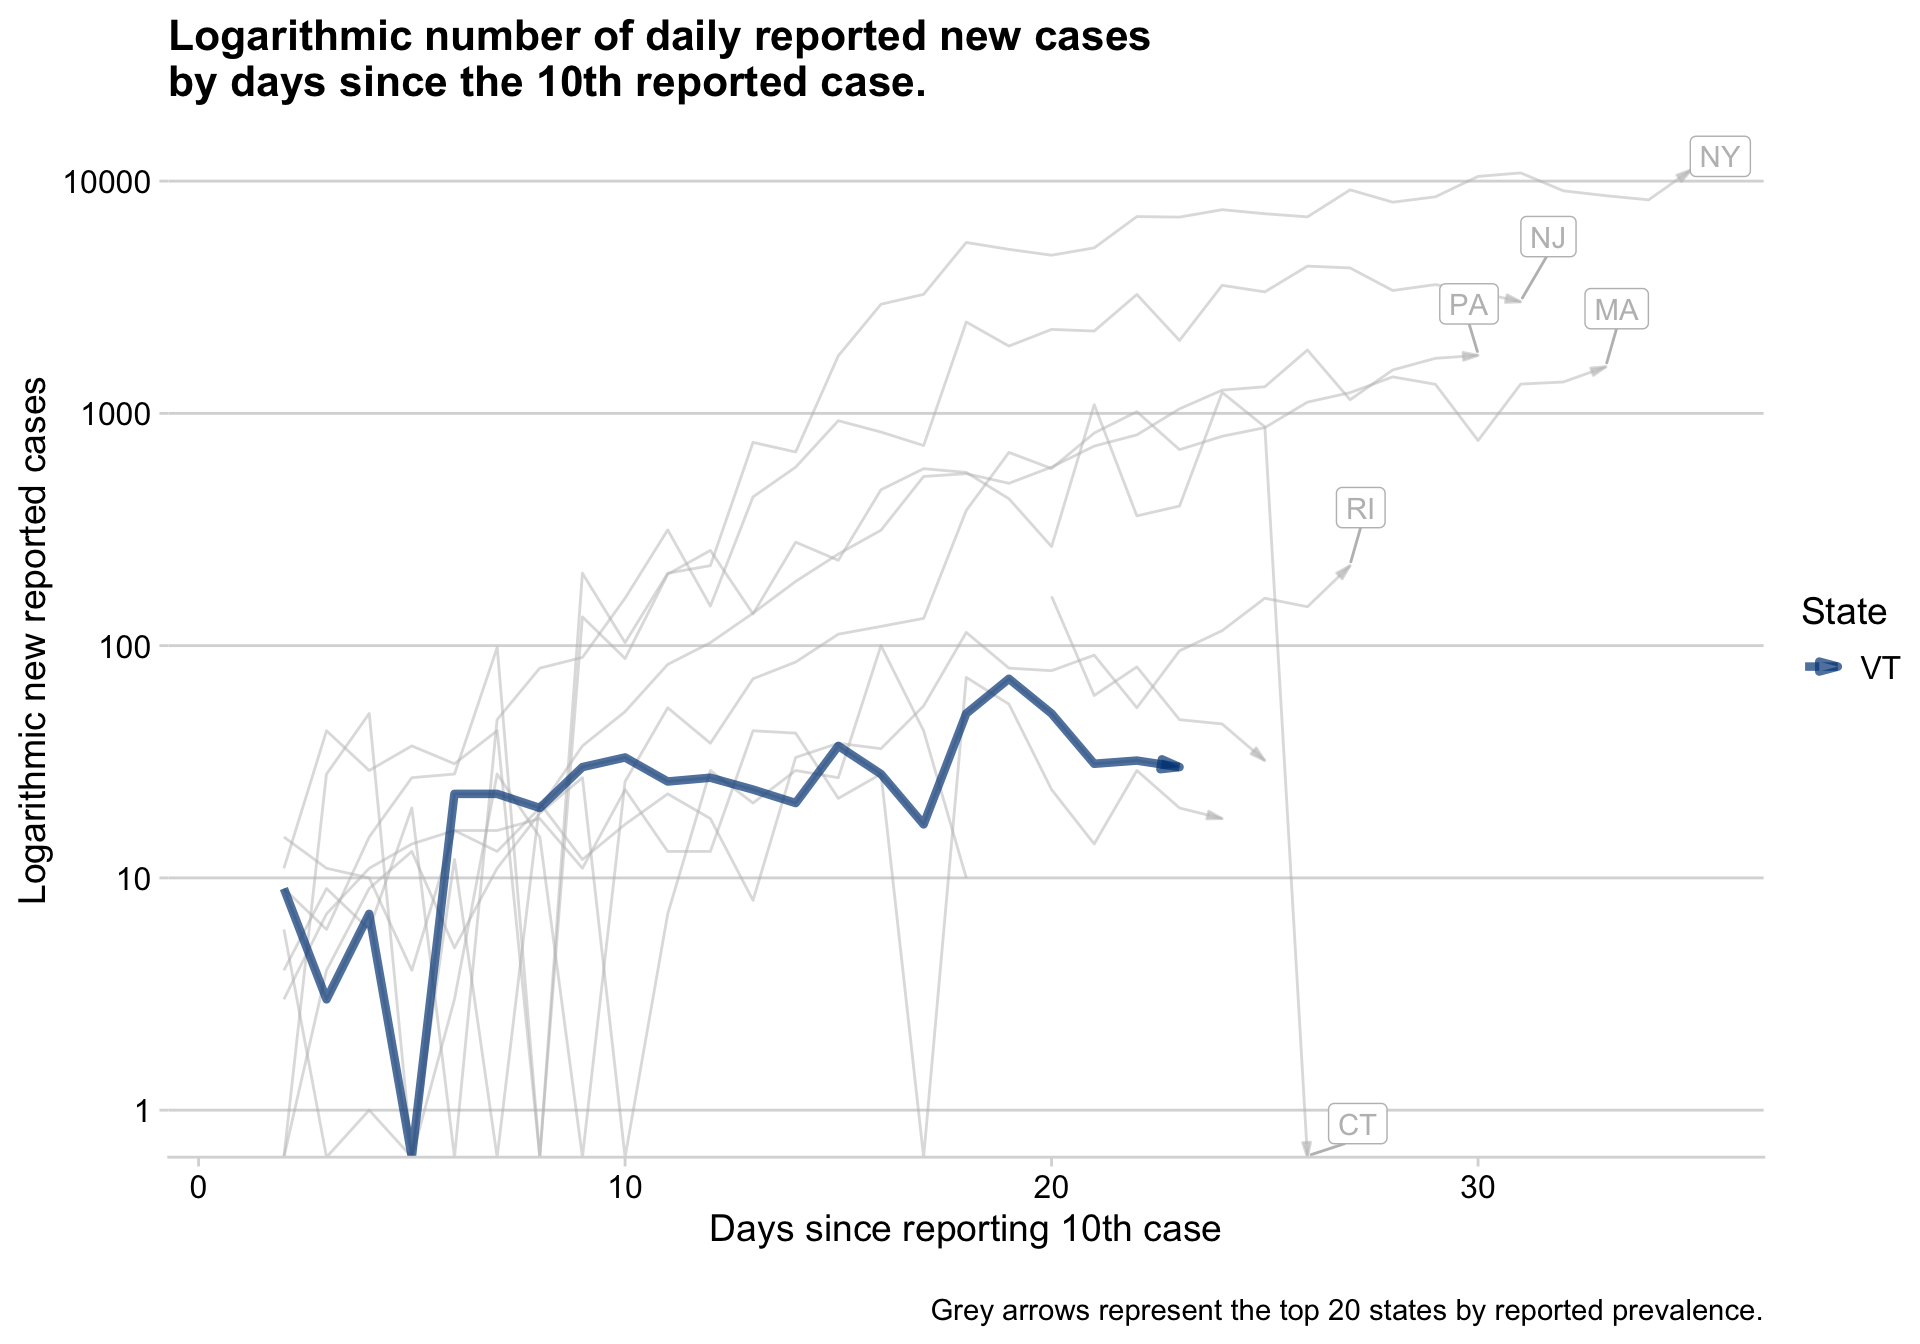 Logarithmic number of daily reported new cases
by days since the 10th reported case.
Logarithmic new reported cases
10000
1000
100
10
1
NY
NJ
PA
MA
RI
CT
State
VT
0
10
20
30
Days since reporting 10th case
Grey arrows represent the top 20 states by reported prevalence.